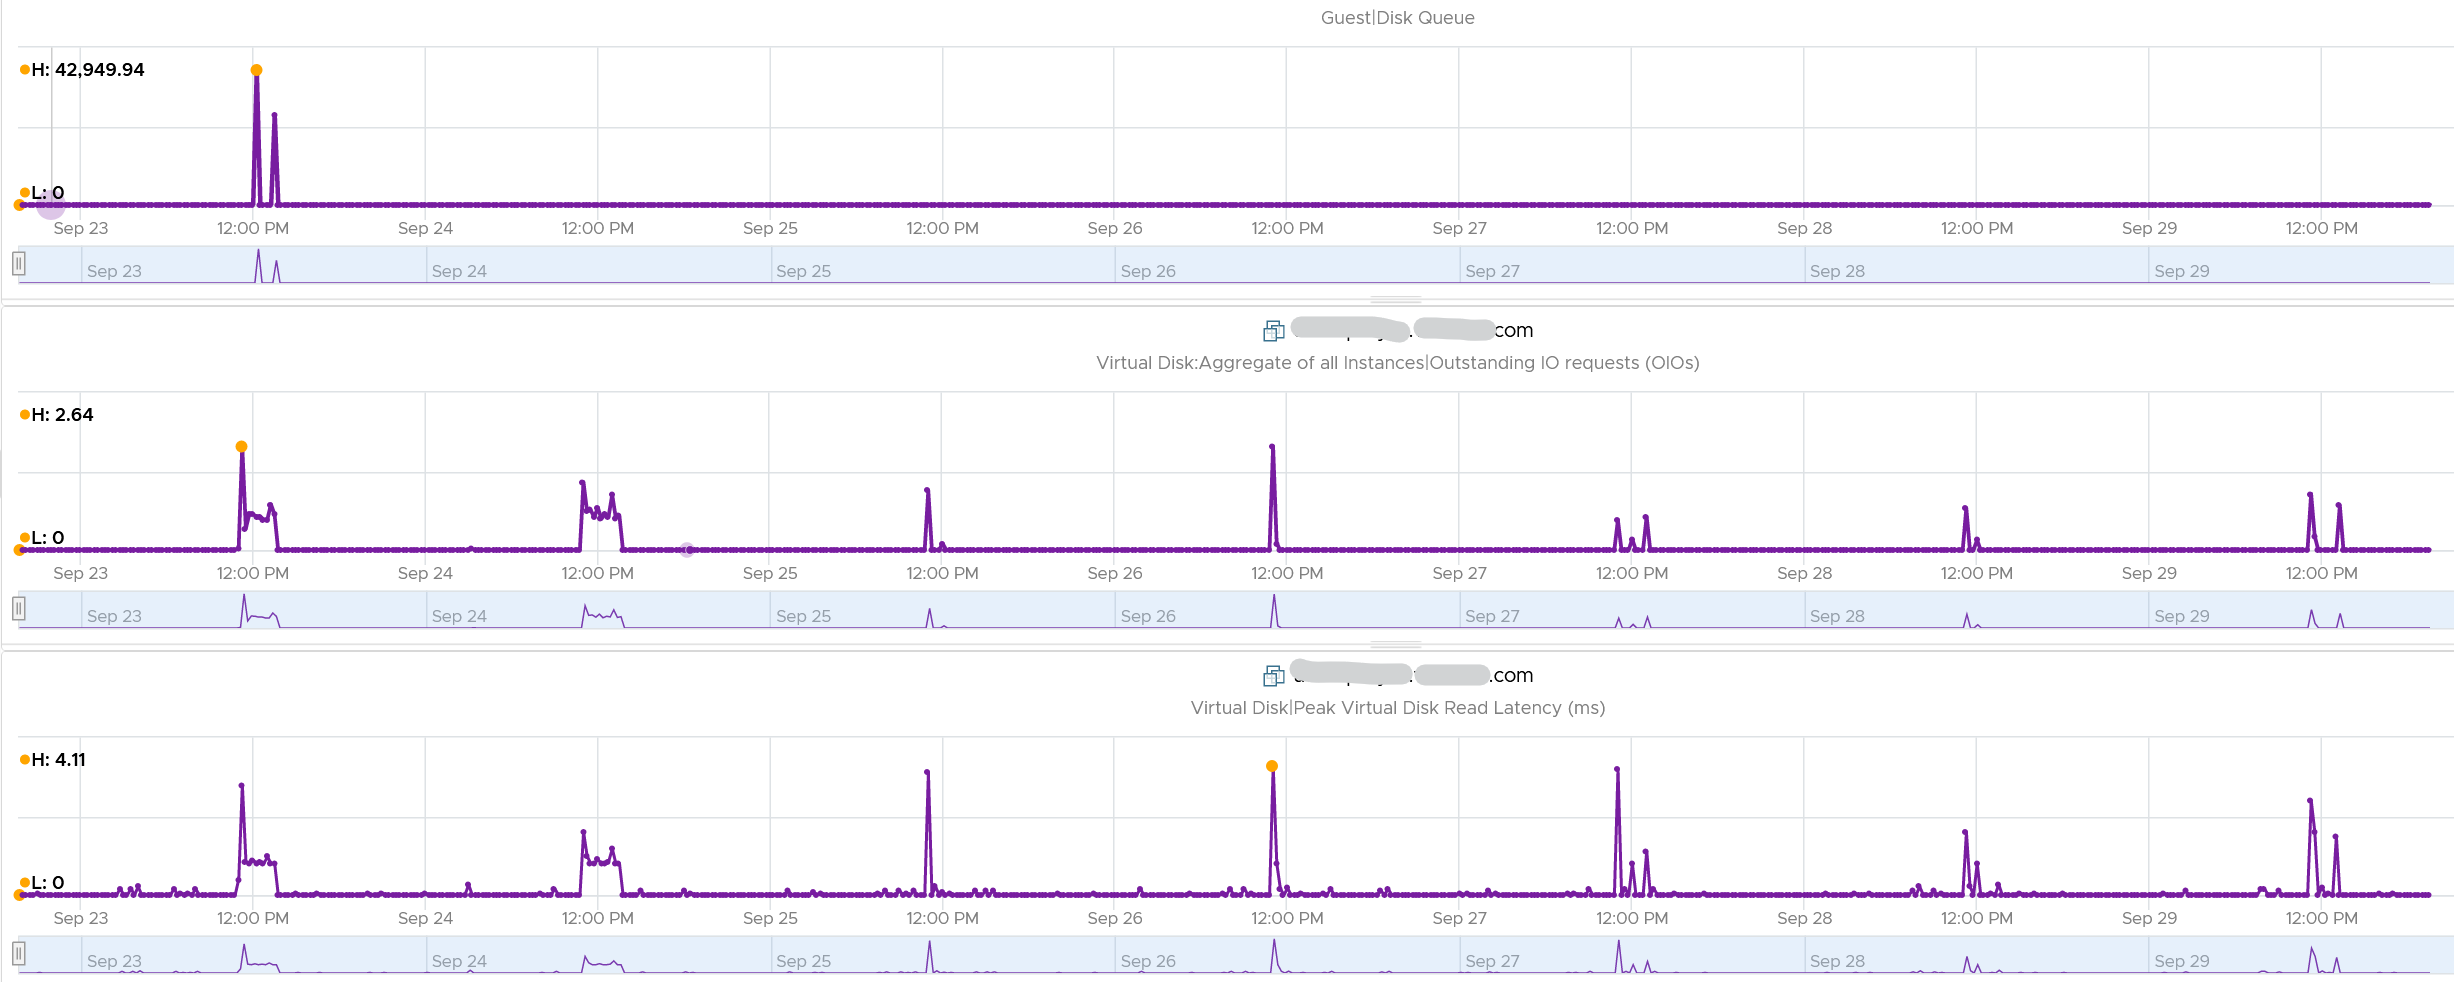 Guest|Disk Queue
H: 42,949.94
L: 0
Sep 23 12:00 PM Sep 24 12:00 PM Sep 25 12:00 PM Sep 26 12:00 PM Sep 27 12:00 PM Sep 28 12:00 PM Sep 29 12:00 PM
Sep 23 Sep 24 Sep 25 Sep 26 Sep 27 Sep 28 Sep 29
.com
Virtual Disk:Aggregate of all Instances|Outstanding IO requests (OIOs)
H: 2.64
L: 0
Sep 23 12:00 PM Sep 24 12:00 PM Sep 25 12:00 PM Sep 26 12:00 PM Sep 27 12:00 PM Sep 28 12:00 PM Sep 29 12:00 PM
Sep 23 Sep 24 Sep 25 Sep 26 Sep 27 Sep 28 Sep 29
.com
Virtual Disk|Peak Virtual Disk Read Latency (ms)
H: 4.11
L: 0
Sep 23 12:00 PM Sep 24 12:00 PM Sep 25 12:00 PM Sep 26 12:00 PM Sep 27 12:00 PM Sep 28 12:00 PM Sep 29 12:00 PM
Sep 23 Sep 24 Sep 25 Sep 26 Sep 27 Sep 28 Sep 29